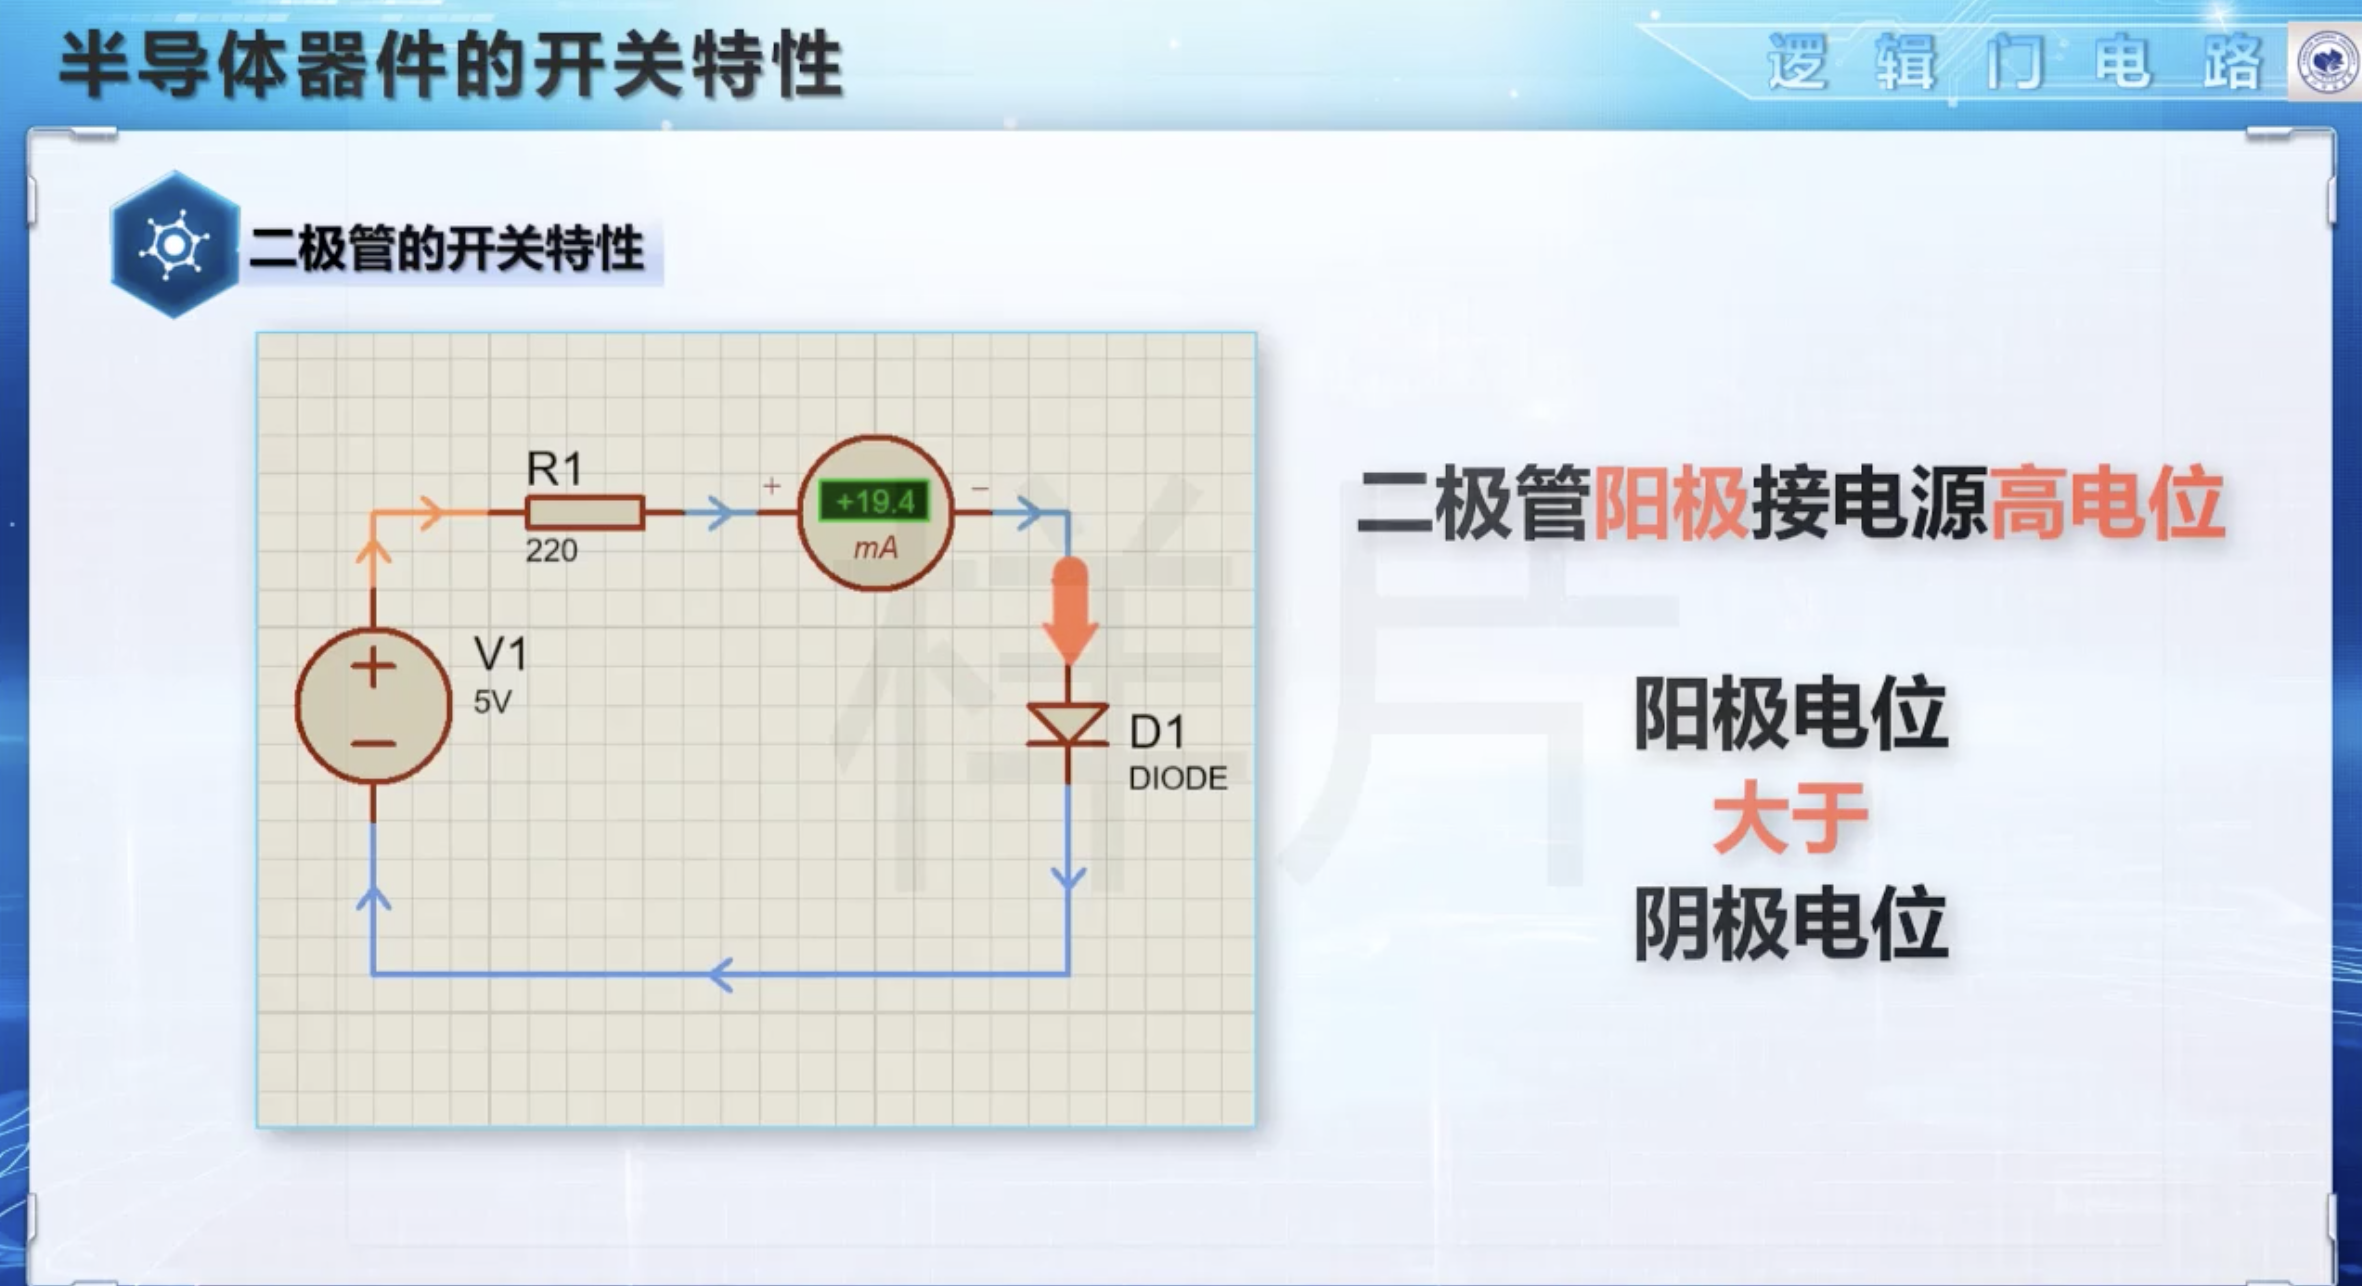 半导体器件的开关特性
逻辑门电路
二极管的开关特性
R1
220
+
+19.4
mA
−
V1
5V
+
−
D1
DIODE
二极管阳极接电源高电位
阳极电位
大于
阴极电位
样片